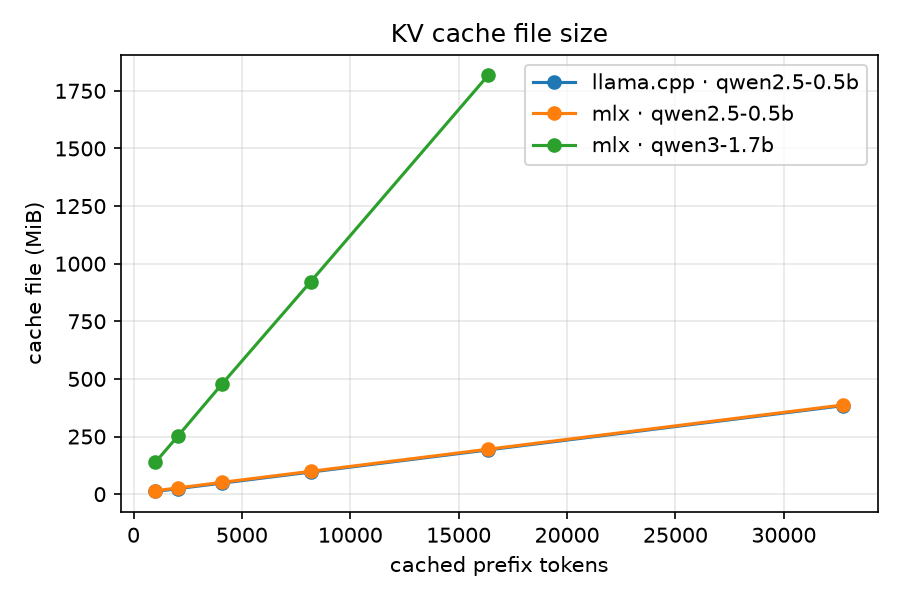 KV cache file size
llama.cpp · qwen2.5-0.5b
mlx · qwen2.5-0.5b
mlx · qwen3-1.7b
cache file (MiB)
1750
1500
1250
1000
750
500
250
0
0 5000 10000 15000 20000 25000 30000
cached prefix tokens